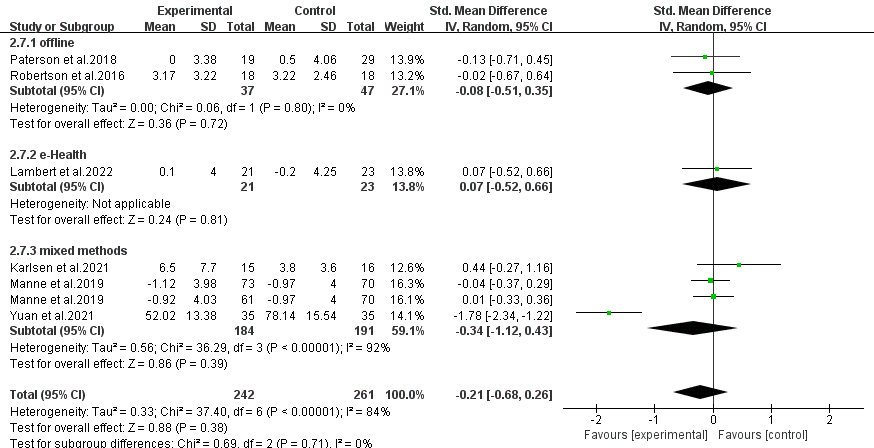 Experimental Control Std. Mean Difference Std. Mean Difference
Study or Subgroup Mean SD Total Mean SD Total Weight IV, Random, 95% CI IV, Random, 95% CI
2.7.1 offline
Paterson et al.2018 0 3.38 19 0.5 4.06 29 13.9% -0.13 [-0.71, 0.45]
Robertson et al.2016 3.17 3.22 18 3.22 2.46 18 13.2% -0.02 [-0.67, 0.64]
Subtotal (95% CI) 37 47 27.1% -0.08 [-0.51, 0.35]
Heterogeneity: Tau² = 0.00; Chi² = 0.06, df = 1 (P = 0.80); I² = 0%
Test for overall effect: Z = 0.36 (P = 0.72)
2.7.2 e-Health
Lambert et al.2022 0.1 4 21 -0.2 4.25 23 13.8% 0.07 [-0.52, 0.66]
Subtotal (95% CI) 21 23 13.8% 0.07 [-0.52, 0.66]
Heterogeneity: Not applicable
Test for overall effect: Z = 0.24 (P = 0.81)
2.7.3 mixed methods
Karlsen et al.2021 6.5 7.7 15 3.8 3.6 16 12.6% 0.44 [-0.27, 1.16]
Manne et al.2019 -1.12 3.98 73 -0.97 4 70 16.3% -0.04 [-0.37, 0.29]
Manne et al.2019 -0.92 4.03 61 -0.97 4 70 16.1% 0.01 [-0.33, 0.36]
Yuan et al.2021 52.02 13.38 35 78.14 15.54 35 14.1% -1.78 [-2.34, -1.22]
Subtotal (95% CI) 184 191 59.1% -0.34 [-1.12, 0.43]
Heterogeneity: Tau² = 0.56; Chi² = 36.29, df = 3 (P < 0.00001); I² = 92%
Test for overall effect: Z = 0.86 (P = 0.39)
Total (95% CI) 242 261 100.0% -0.21 [-0.68, 0.26]
Heterogeneity: Tau² = 0.33; Chi² = 37.40, df = 6 (P < 0.00001); I² = 84%
Test for overall effect: Z = 0.88 (P = 0.38)
Test for subgroup differences: Chi² = 0.69, df = 2 (P = 0.71), I² = 0%
-2 -1 0 1 2
Favours [experimental] Favours [control]